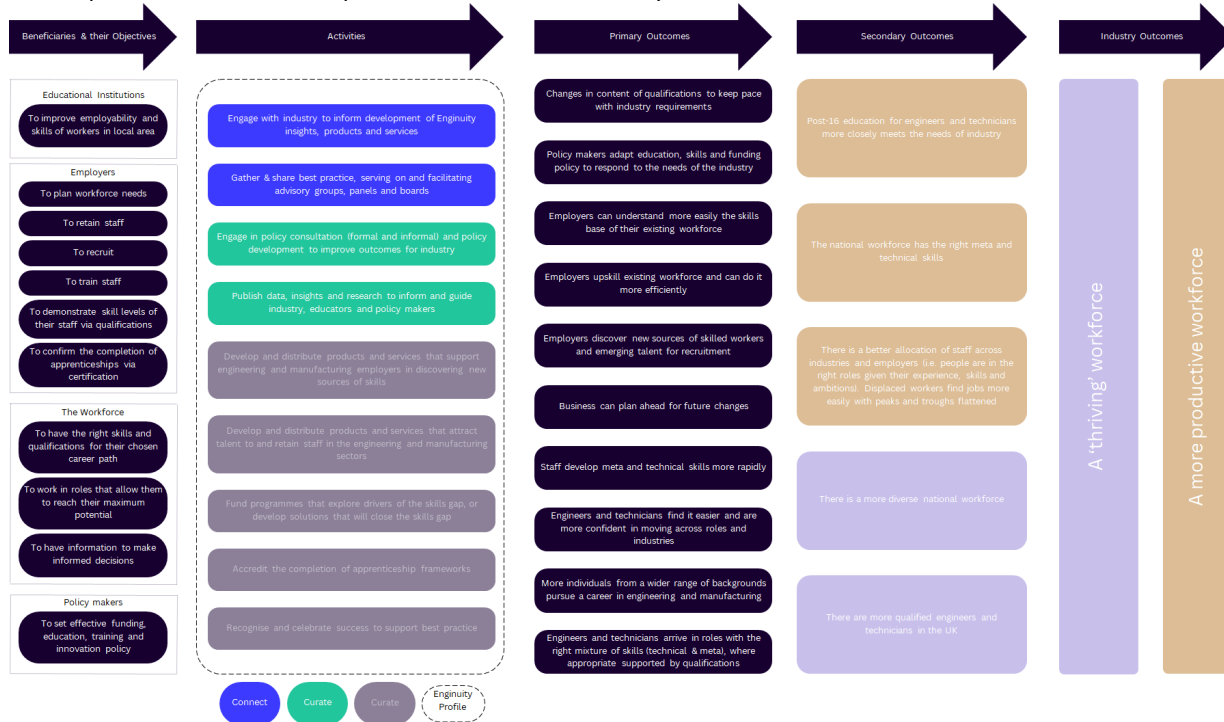 Beneficiaries & their Objectives
Activities
Primary Outcomes
Secondary Outcomes
Industry Outcomes
Educational Institutions
To improve employability and
skills of workers in local area
Employers
To plan workforce needs
To retain staff
To recruit
To train staff
To demonstrate skill levels of
their staff via qualifications
To confirm the completion of
apprenticeships via
certification
The Workforce
To have the right skills and
qualifications for their chosen
career path
To work in roles that allow them
to reach their maximum
potential
To have information to make
informed decisions
Policy makers
To set effective funding,
education, training and
innovation policy
Engage with industry to inform development of Enginuity
insights, products and services
Gather & share best practice, serving on and facilitating
advisory groups, panels and boards
Engage in policy consultation (formal and informal) and policy
development to improve outcomes for industry
Publish data, insights and research to inform and guide
industry, educators and policy makers
Develop and distribute products and services that support
engineering and manufacturing employers in discovering new
sources of skills
Develop and distribute products and services that attract
talent to and retain staff in the engineering and manufacturing
sectors
Fund programmes that explore drivers of the skills gap, or
develop solutions that will close the skills gap
Accredit the completion of apprenticeship frameworks
Recognise and celebrate success to support best practice
Connect
Curate
Curate
Enginuity
Profile
Changes in content of qualifications to keep pace
with industry requirements
Policy makers adapt education, skills and funding
policy to respond to the needs of the industry
Employers can understand more easily the skills
base of their existing workforce
Employers upskill existing workforce and can do it
more efficiently
Employers discover new sources of skilled workers
and emerging talent for recruitment
Business can plan ahead for future changes
Staff develop meta and technical skills more rapidly
Engineers and technicians find it easier and are
more confident in moving across roles and
industries
More individuals from a wider range of backgrounds
pursue a career in engineering and manufacturing
Engineers and technicians arrive in roles with the
right mixture of skills (technical & meta), where
appropriate supported by qualifications
Post-16 education for engineers and technicians
more closely meets the needs of industry
The national workforce has the right meta and
technical skills
There is a better allocation of staff across
industries and employers (i.e. people are in the
right roles given their experience, skills and
ambitions) Displaced workers find jobs more
easily with peaks and troughs flattened
There is a more diverse national workforce
There are more qualified engineers and
technicians in the UK
A ‘thriving’ workforce
A more productive workforce